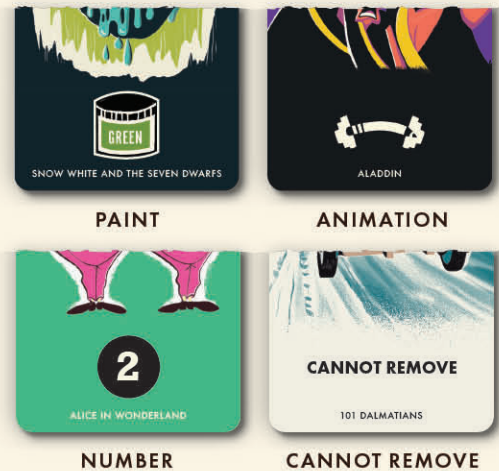 GREEN
SNOW WHITE AND THE SEVEN DWARFS
ALADDIN
PAINT
ANIMATION
2
ALICE IN WONDERLAND
CANNOT REMOVE
101 DALMATIANS
NUMBER
CANNOT REMOVE